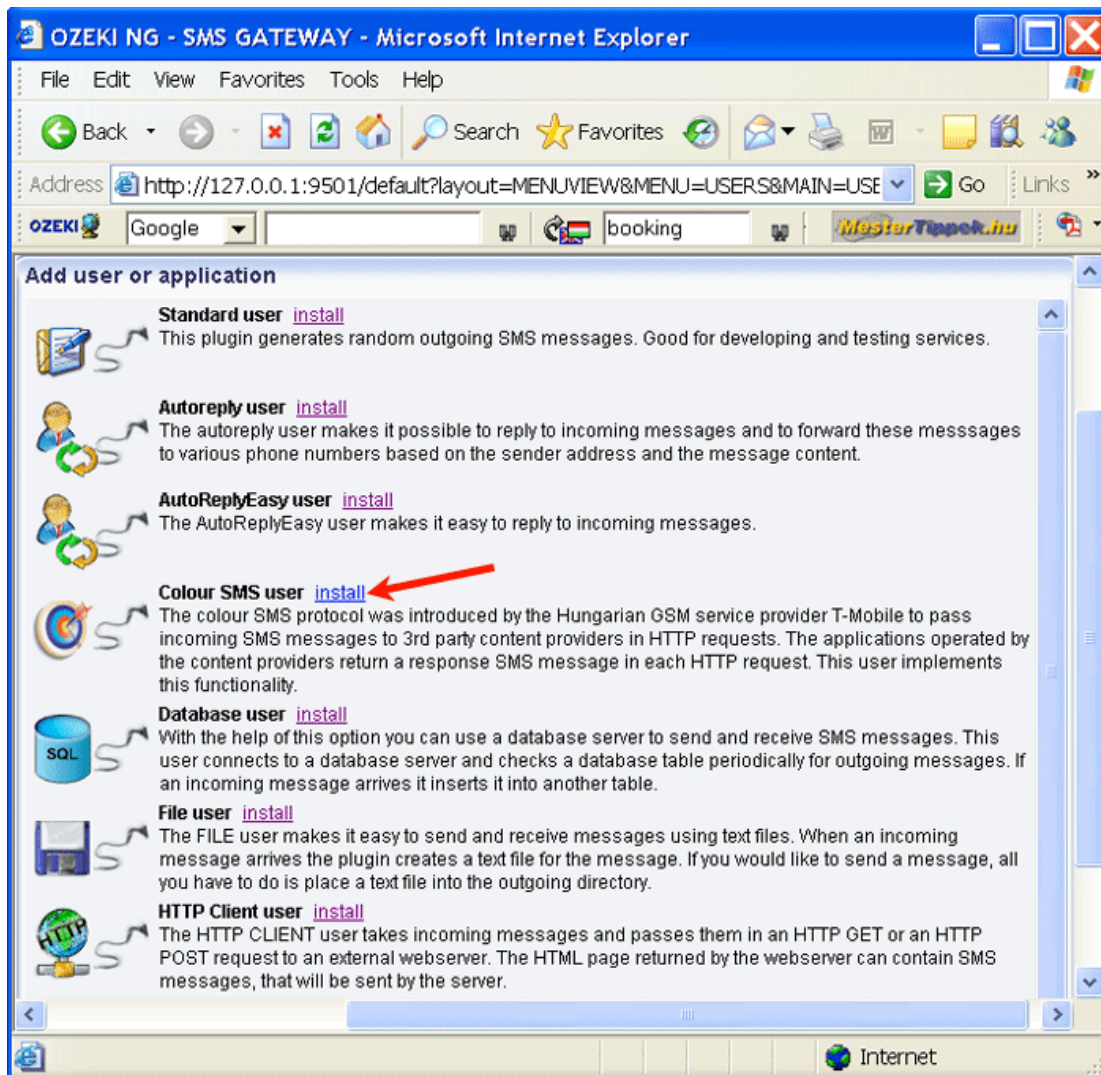 OZEKI NG - SMS GATEWAY - Microsoft Internet Explorer
File Edit View Favorites Tools Help
Back Search Favorites
Address http://127.0.0.1:9501/default?layout=MENUVIEW&MENU=USERS&MAIN=USE Go Links »
OZEKI Google booking MesterTippek.hu
Add user or application
Standard user install
This plugin generates random outgoing SMS messages. Good for developing and testing services.
Autoreply user install
The autoreply user makes it possible to reply to incoming messages and to forward these messsages
to various phone numbers based on the sender address and the message content.
AutoReplyEasy user install
The AutoReplyEasy user makes it easy to reply to incoming messages.
Colour SMS user install
The colour SMS protocol was introduced by the Hungarian GSM service provider T-Mobile to pass
incoming SMS messages to 3rd party content providers in HTTP requests. The applications operated by
the content providers return a response SMS message in each HTTP request. This user implements
this functionality.
Database user install
SQL
With the help of this option you can use a database server to send and receive SMS messages. This
user connects to a database server and checks a database table periodically for outgoing messages. If
an incoming message arrives it inserts it into another table.
File user install
The FILE user makes it easy to send and receive messages using text files. When an incoming
message arrives the plugin creates a text file for the message. If you would like to send a message, all
you have to do is place a text file into the outgoing directory.
HTTP Client user install
HTTP
The HTTP CLIENT user takes incoming messages and passes them in an HTTP GET or an HTTP
POST request to an external webserver. The HTML page returned by the webserver can contain SMS
messages, that will be sent by the server.
Internet